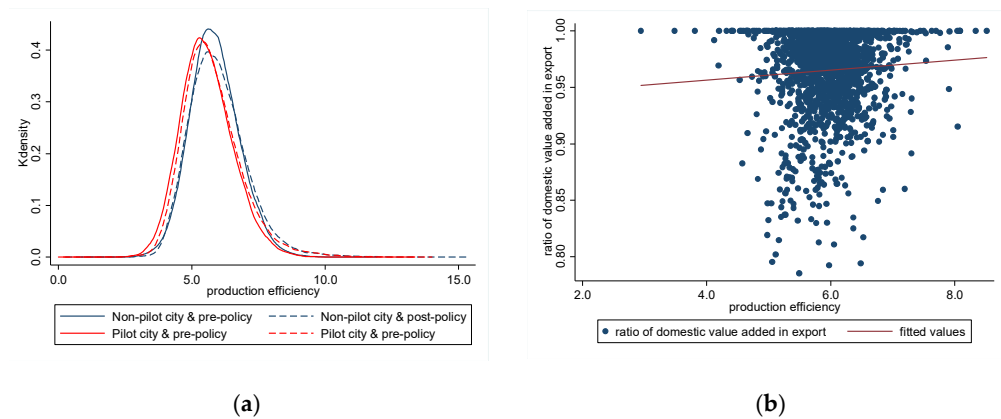 Kdensity
0.4
0.3
0.2
0.1
0.0
0.0 5.0 10.0 15.0
production efficiency
Non-pilot city & pre-policy Non-pilot city & post-policy
Pilot city & pre-policy Pilot city & pre-policy
(a)
ratio of domestic value added in export
1.00
0.95
0.90
0.85
0.80
2.0 4.0 6.0 8.0
production efficiency
ratio of domestic value added in export fitted values
(b)